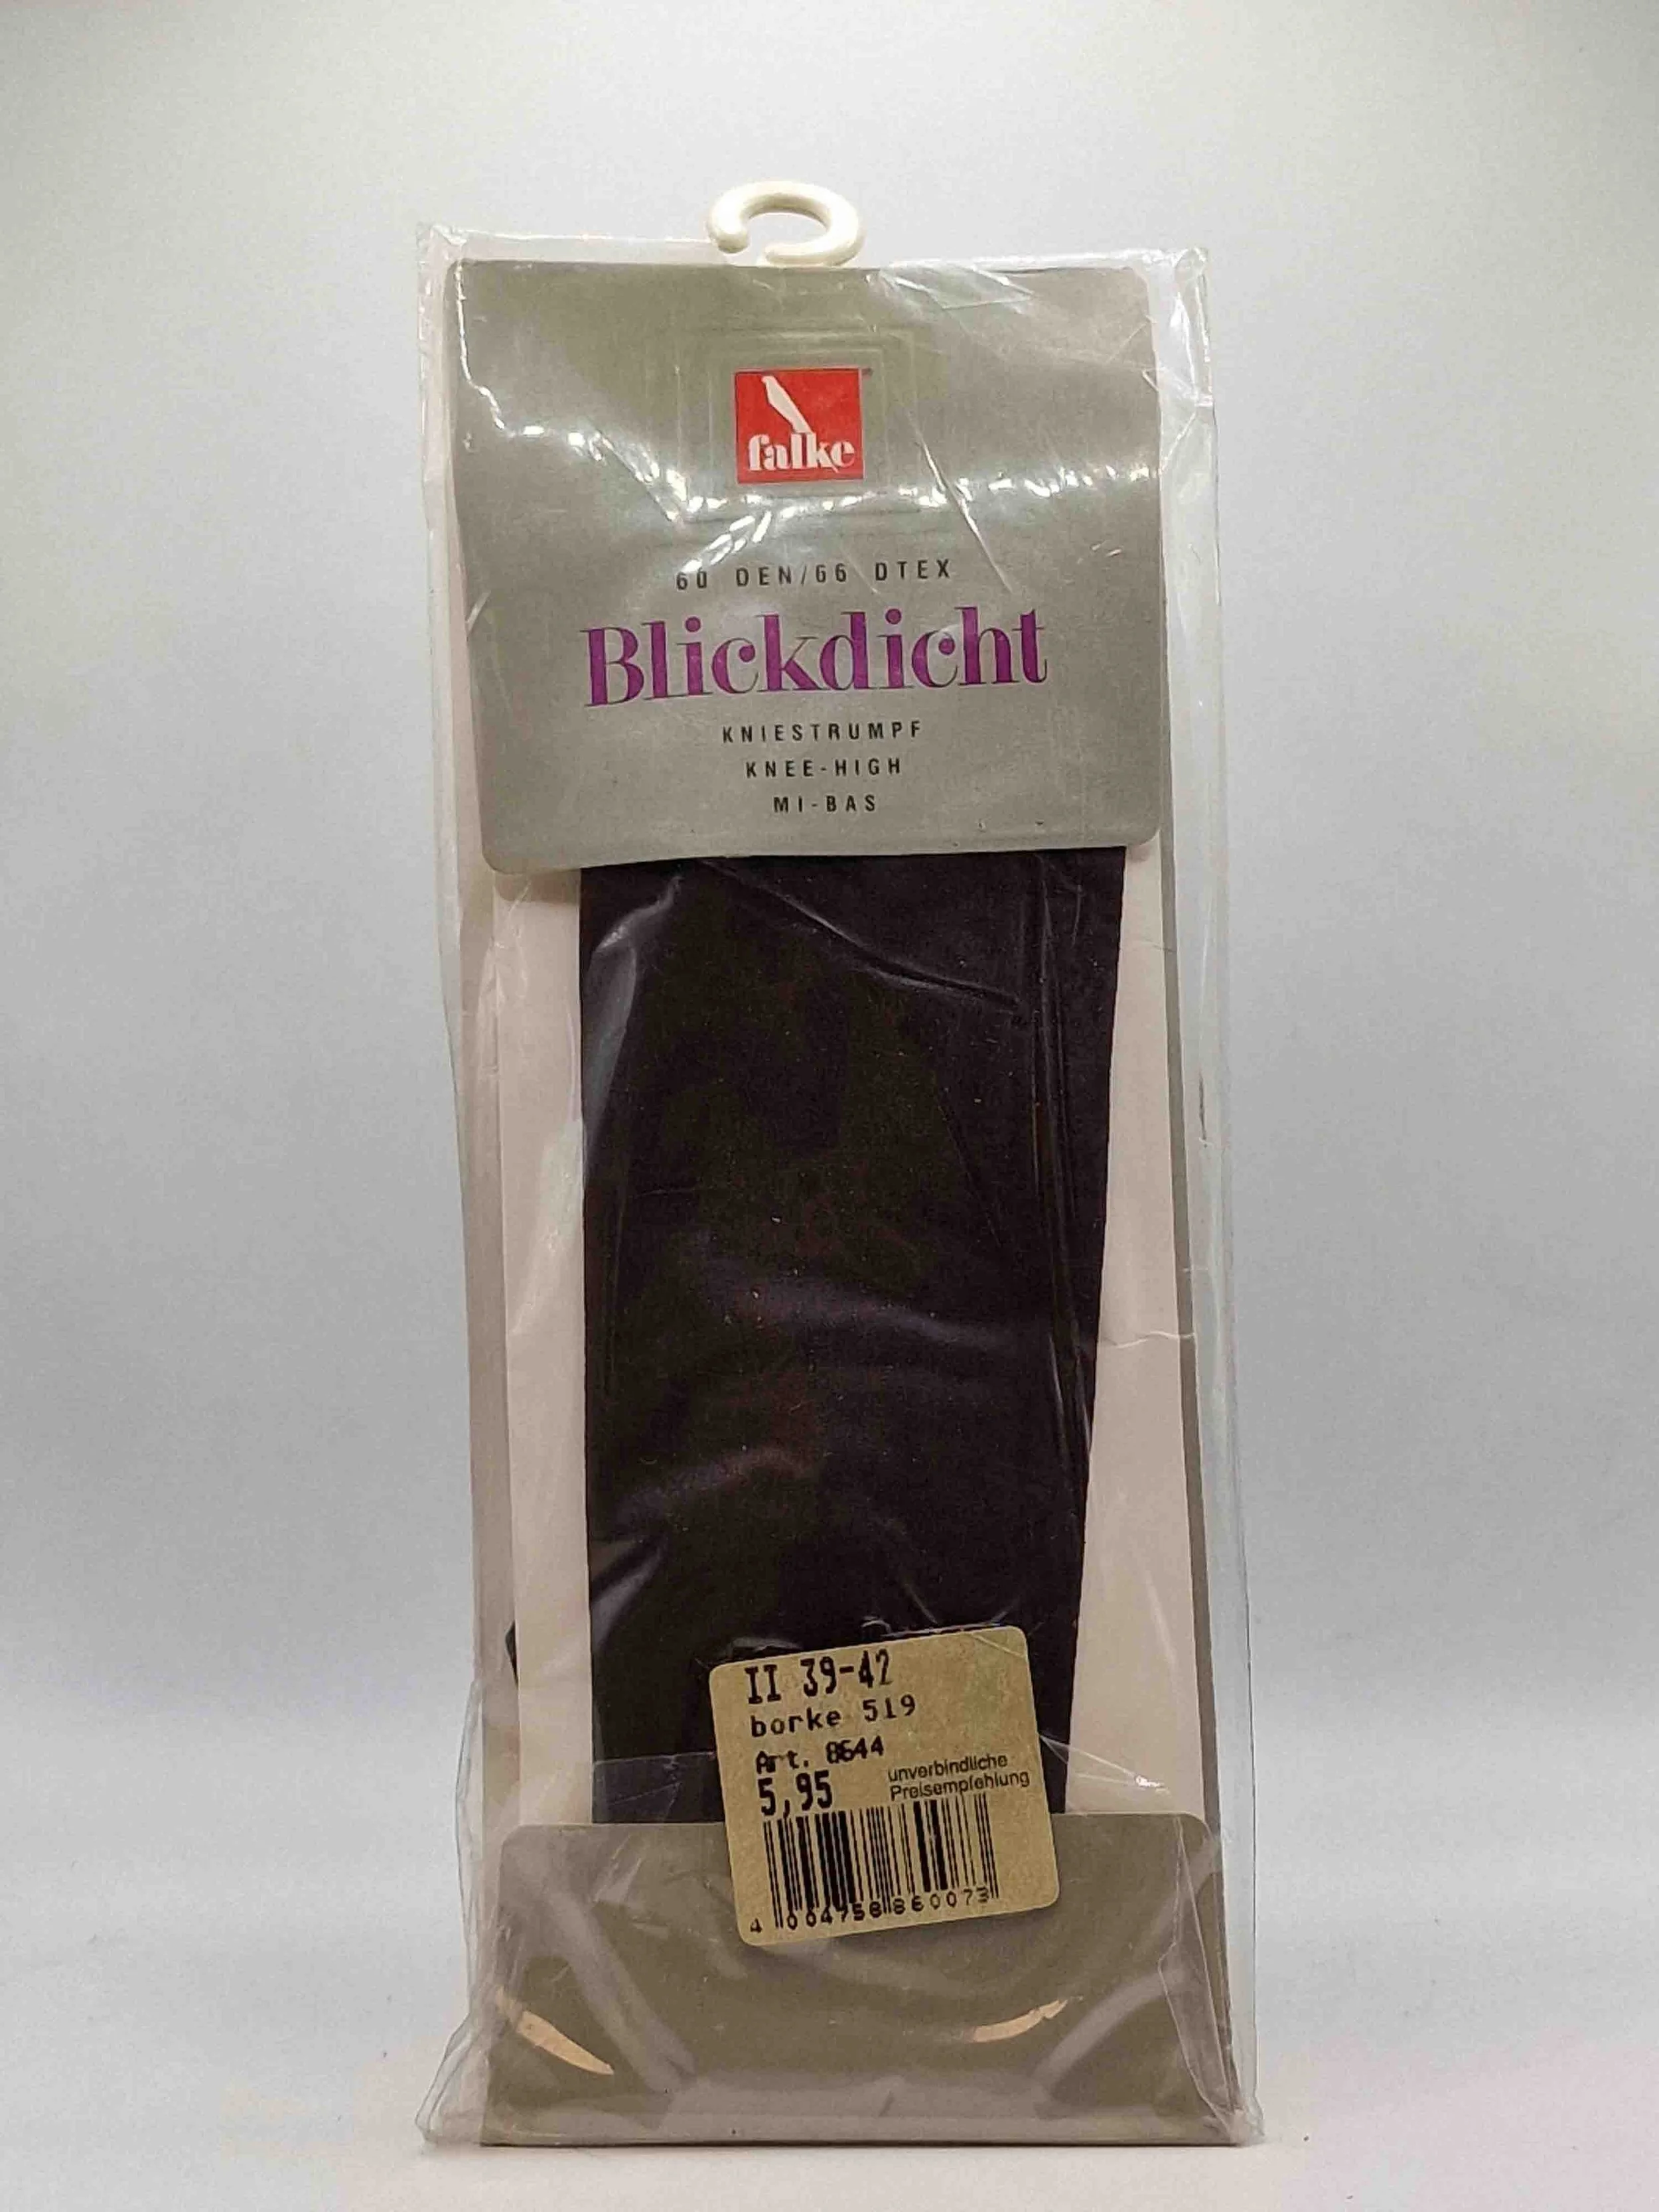 falke
60 DEN/66 DTEX
Blickdicht
KNIESTRUMPF
KNEE-HIGH
MI-BAS
II 39-42
borke 519
Art. 8644
5,95
unverbindliche
Preisempfehlung
4 004758 860073